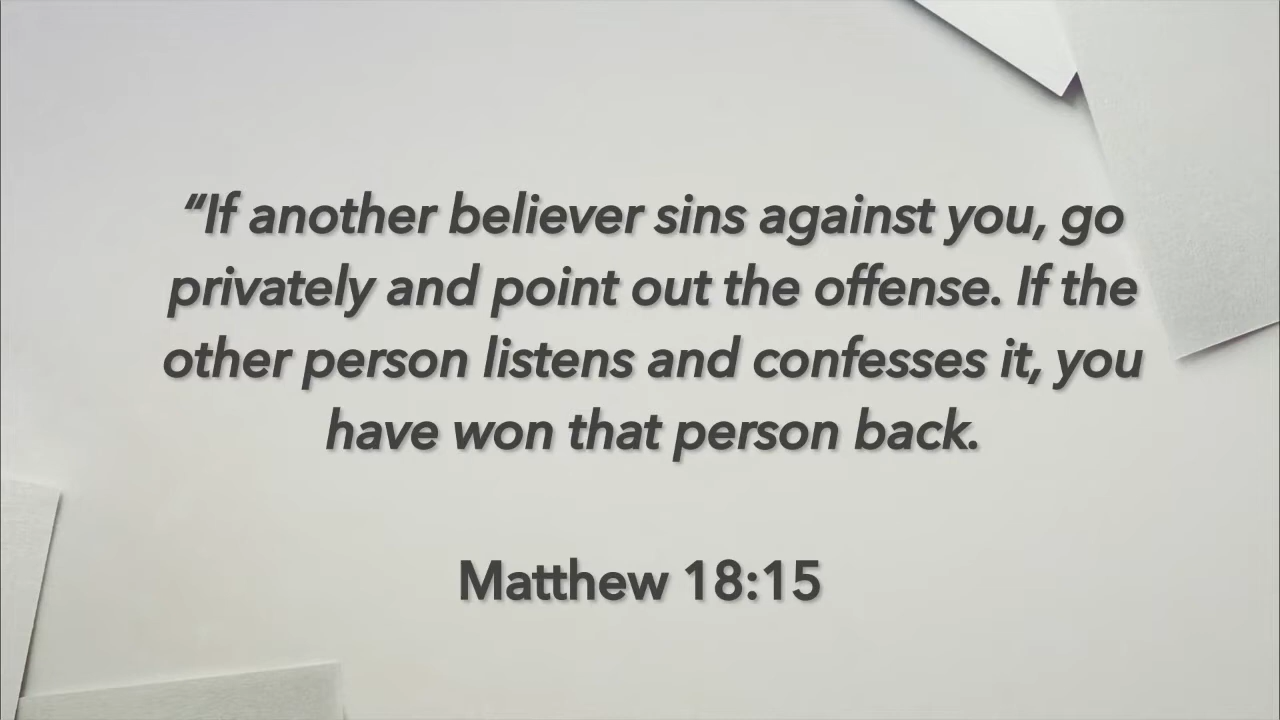 “If another believer sins against you, go
privately and point out the offense. If the
other person listens and confesses it, you
have won that person back.
Matthew 18:15